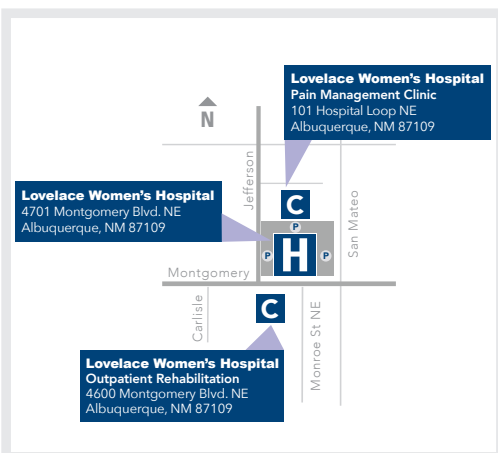 Lovelace Women's Hospital
Pain Management Clinic
101 Hospital Loop NE
Albuquerque, NM 87109
N
Jefferson
San Mateo
C
Lovelace Women's Hospital
4701 Montgomery Blvd. NE
Albuquerque, NM 87109
P
P
H
P
Montgomery
Carlisle
C
Monroe St NE
Lovelace Women's Hospital
Outpatient Rehabilitation
4600 Montgomery Blvd. NE
Albuquerque, NM 87109